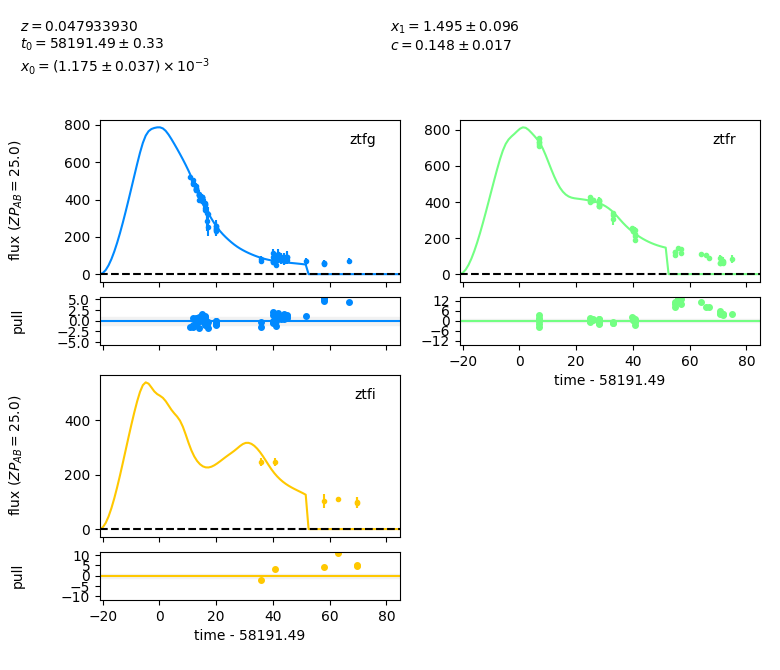 z = 0.047933930
t₀ = 58191.49 ± 0.33
x₀ = (1.175 ± 0.037) × 10⁻³
x₁ = 1.495 ± 0.096
c = 0.148 ± 0.017
flux (ZP_AB = 25.0)
800
600
400
200
0
ztfg
pull
5.0
2.5
0.0
−2.5
−5.0
800
600
400
200
0
ztfr
12
6
0
−6
−12
−20 0 20 40 60 80
time - 58191.49
flux (ZP_AB = 25.0)
400
200
0
ztfi
pull
10
5
0
−5
−10
−20 0 20 40 60 80
time - 58191.49